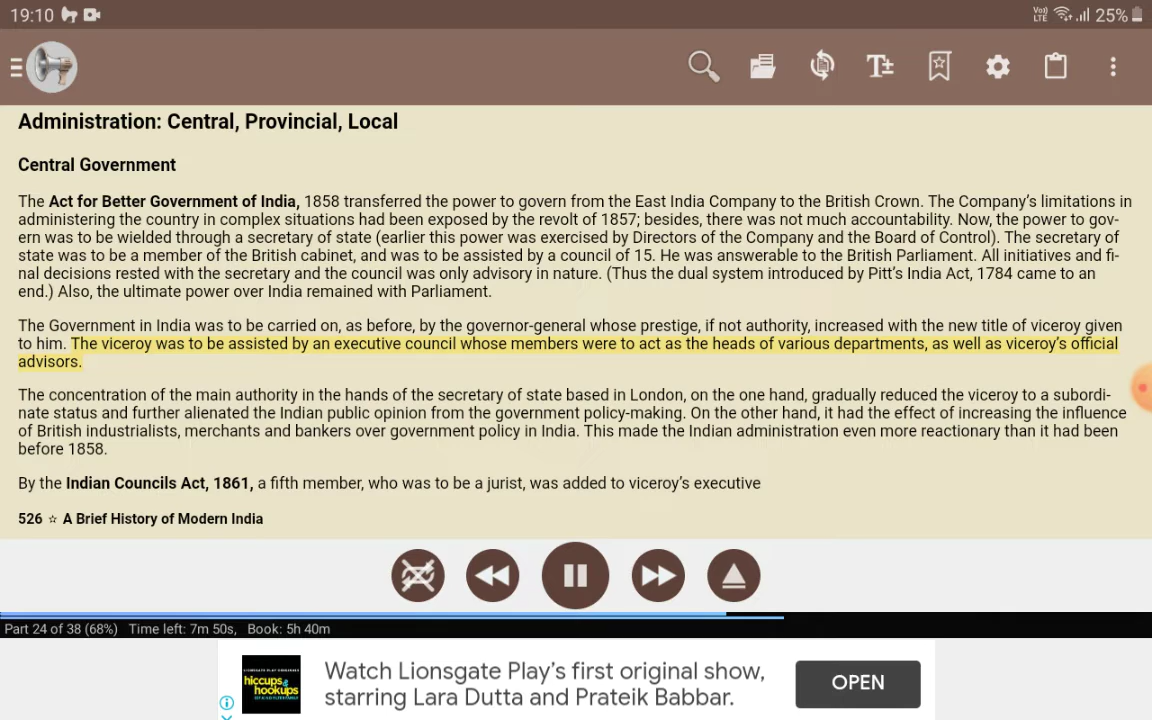 19:10
Vo)) LTE 25%
Administration: Central, Provincial, Local
Central Government
The Act for Better Government of India, 1858 transferred the power to govern from the East India Company to the British Crown. The Company's limitations in
administering the country in complex situations had been exposed by the revolt of 1857; besides, there was not much accountability. Now, the power to gov-
ern was to be wielded through a secretary of state (earlier this power was exercised by Directors of the Company and the Board of Control). The secretary of
state was to be a member of the British cabinet, and was to be assisted by a council of 15. He was answerable to the British Parliament. All initiatives and fi-
nal decisions rested with the secretary and the council was only advisory in nature. (Thus the dual system introduced by Pitt's India Act, 1784 came to an
end.) Also, the ultimate power over India remained with Parliament.
The Government in India was to be carried on, as before, by the governor-general whose prestige, if not authority, increased with the new title of viceroy given
to him. The viceroy was to be assisted by an executive council whose members were to act as the heads of various departments, as well as viceroy's official
advisors.
The concentration of the main authority in the hands of the secretary of state based in London, on the one hand, gradually reduced the viceroy to a subordi-
nate status and further alienated the Indian public opinion from the government policy-making. On the other hand, it had the effect of increasing the influence
of British industrialists, merchants and bankers over government policy in India. This made the Indian administration even more reactionary than it had been
before 1858.
By the Indian Councils Act, 1861, a fifth member, who was to be a jurist, was added to viceroy's executive
526 ☆ A Brief History of Modern India
Part 24 of 38 (68%) Time left: 7m 50s, Book: 5h 40m
hiccups & hookups
Watch Lionsgate Play's first original show,
starring Lara Dutta and Prateik Babbar.
OPEN